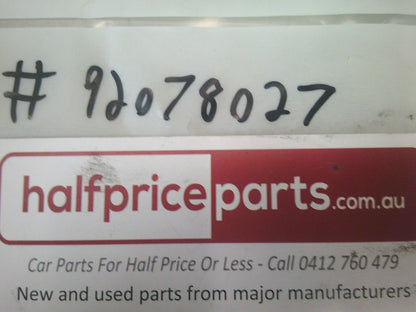 # 92078027
halfpriceparts.com.au
Car Parts For Half Price Or Less - Call 0412 760 479
New and used parts from major manufacturers